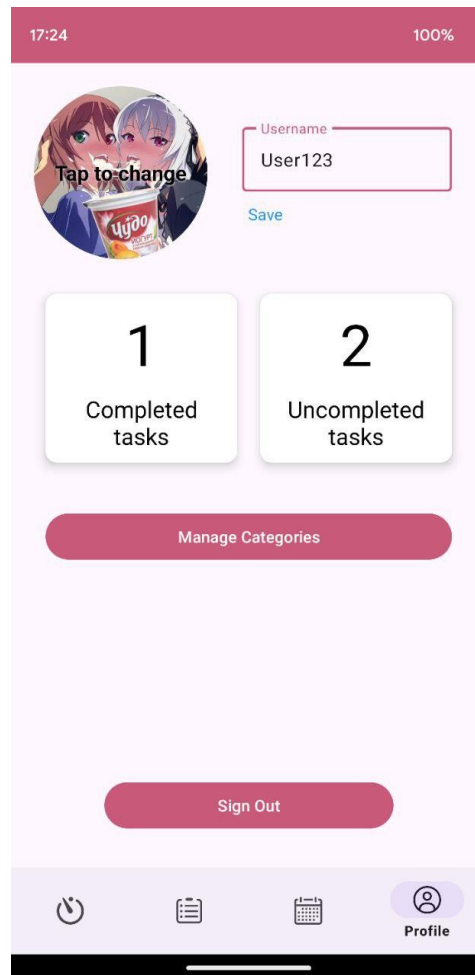 17:24
100%
Tap to change
Чудо
Username
User123
Save
1
Completed
tasks
2
Uncompleted
tasks
Manage Categories
Sign Out
Profile